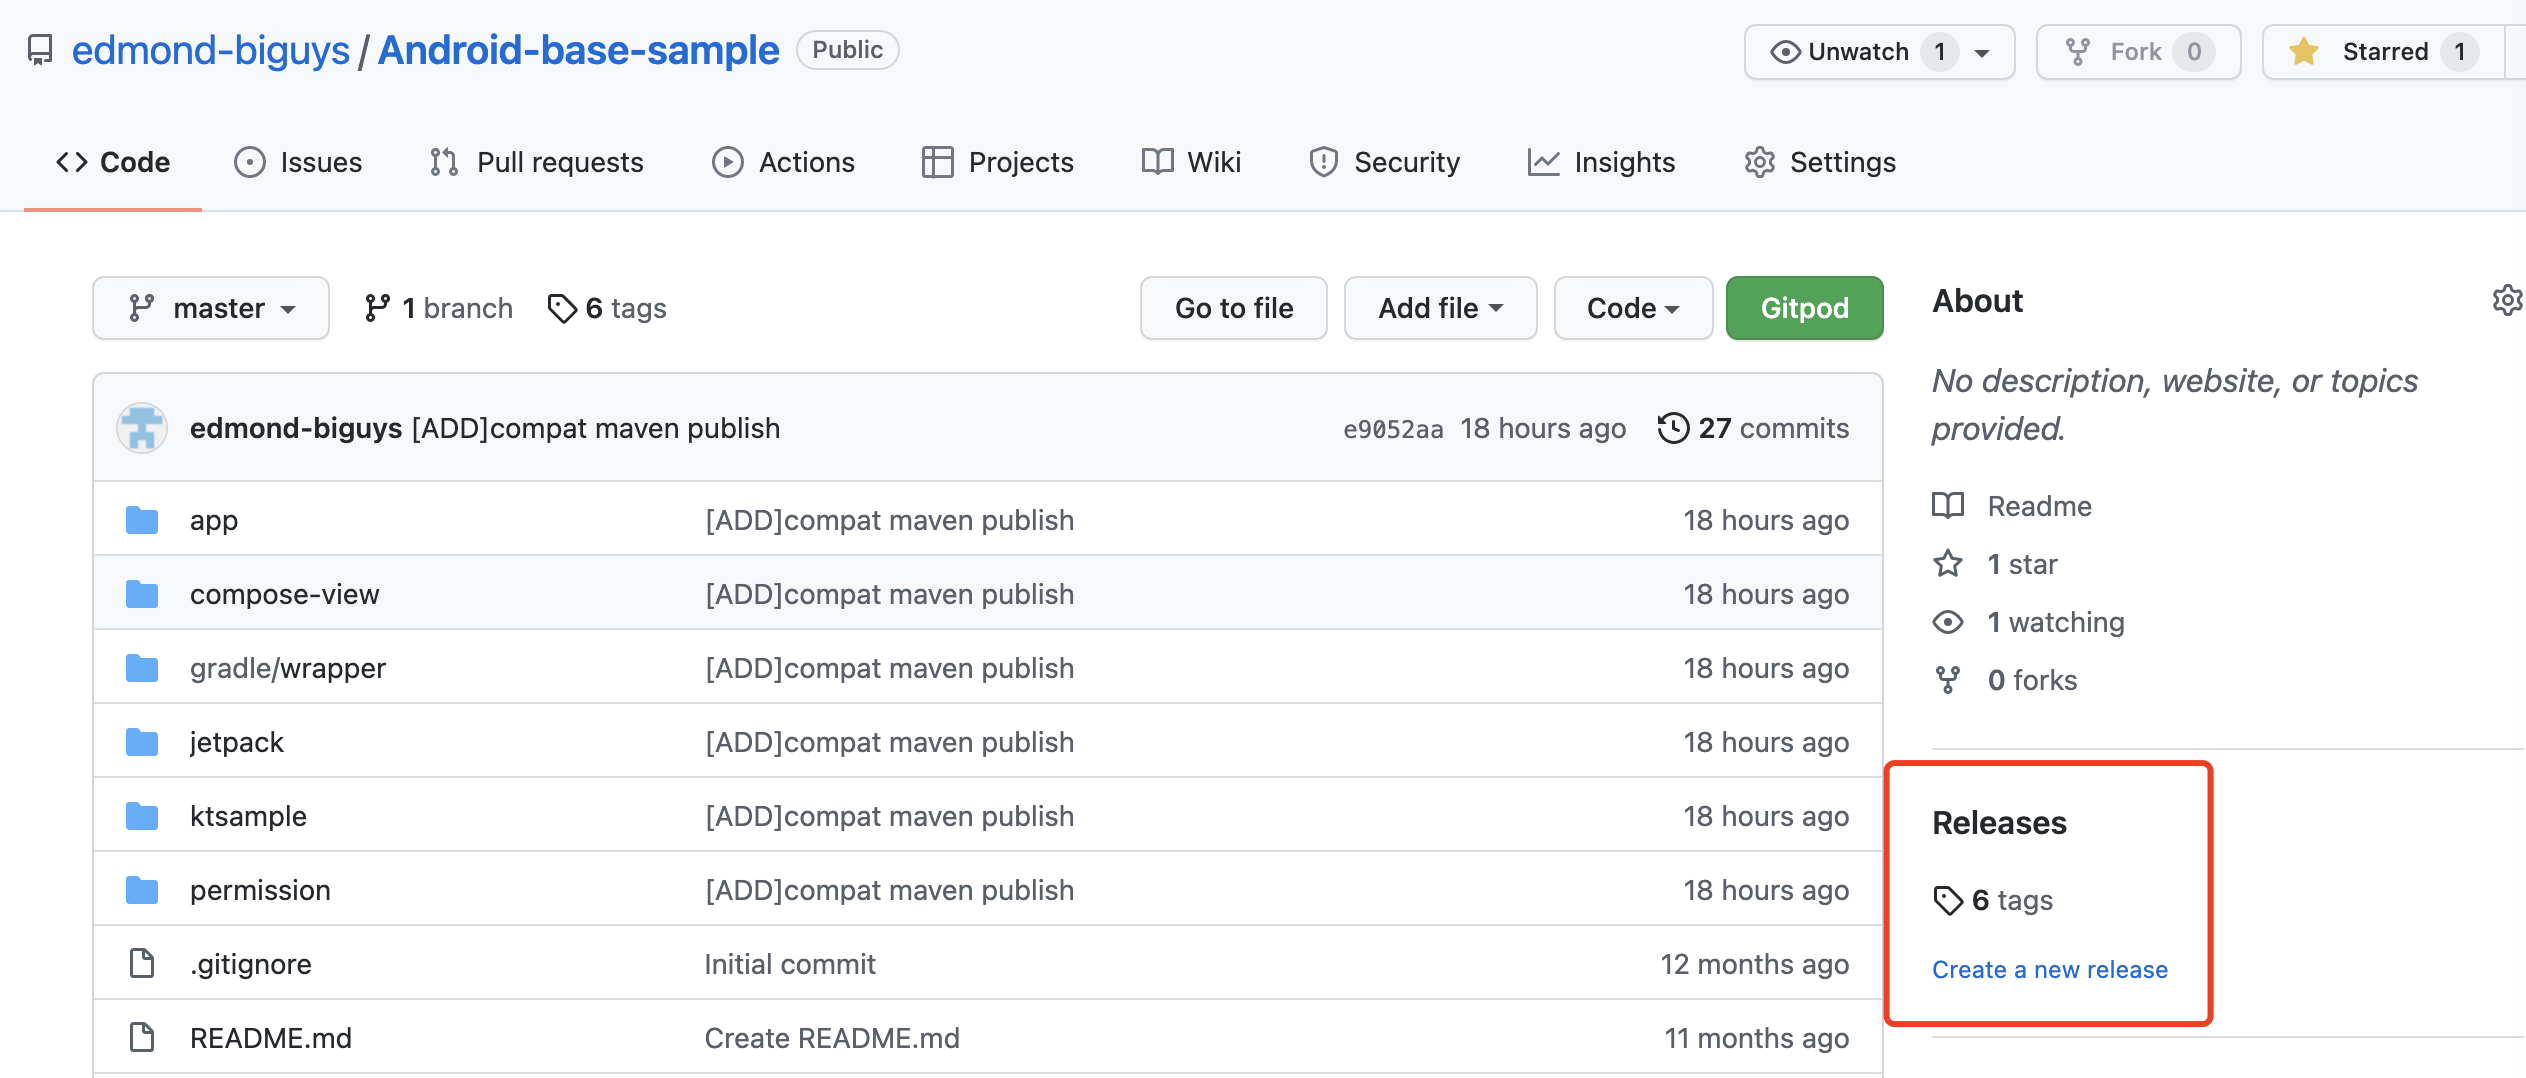 edmond-biguys / Android-base-sample Public
Unwatch 1 Fork 0 Starred 1
Code Issues Pull requests Actions Projects Wiki Security Insights Settings
master 1 branch 6 tags Go to file Add file Code Gitpod
edmond-biguys [ADD]compat maven publish e9052aa 18 hours ago 27 commits
app [ADD]compat maven publish 18 hours ago
compose-view [ADD]compat maven publish 18 hours ago
gradle/wrapper [ADD]compat maven publish 18 hours ago
jetpack [ADD]compat maven publish 18 hours ago
ktsample [ADD]compat maven publish 18 hours ago
permission [ADD]compat maven publish 18 hours ago
.gitignore Initial commit 12 months ago
README.md Create README.md 11 months ago
About
No description, website, or topics
provided.
Readme
1 star
1 watching
0 forks
Releases
6 tags
Create a new release